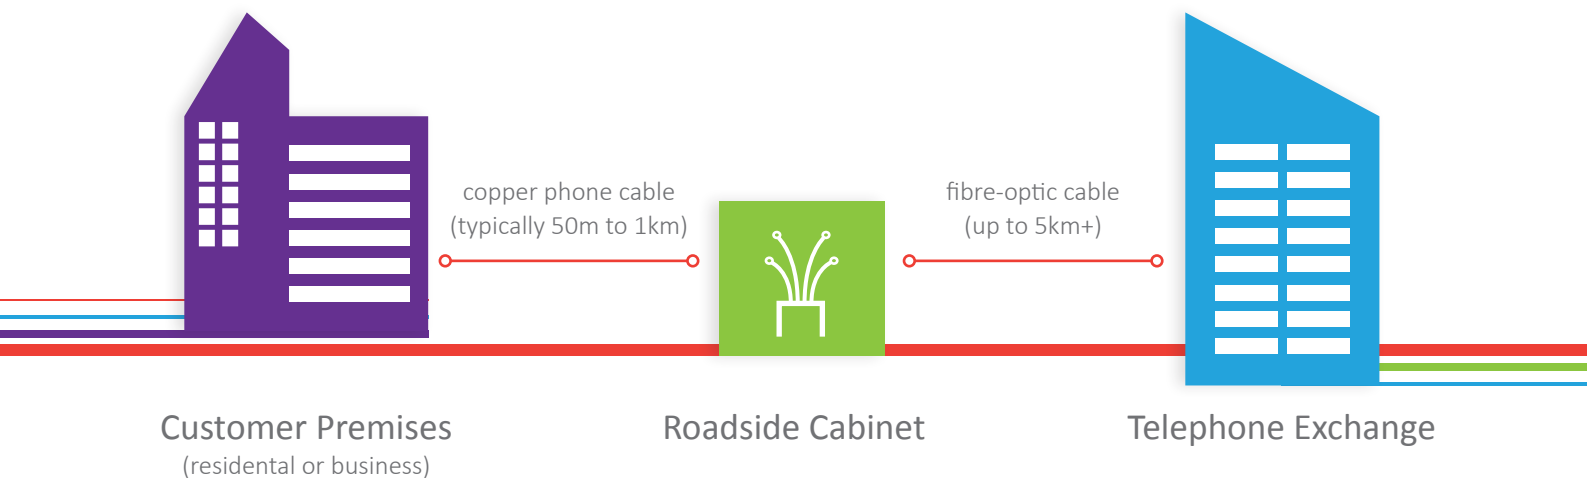 copper phone cable
(typically 50m to 1km)
fibre-optic cable
(up to 5km+)
Customer Premises
(residental or business)
Roadside Cabinet
Telephone Exchange